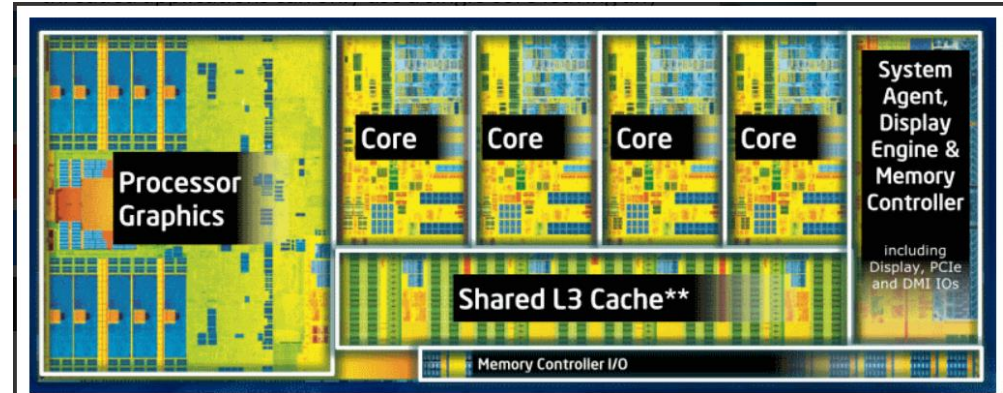 Processor
Graphics
Core
Core
Core
Core
System
Agent,
Display
Engine &
Memory
Controller
including
Display, PCIe
and DMI IOs
Shared L3 Cache**
Memory Controller I/O